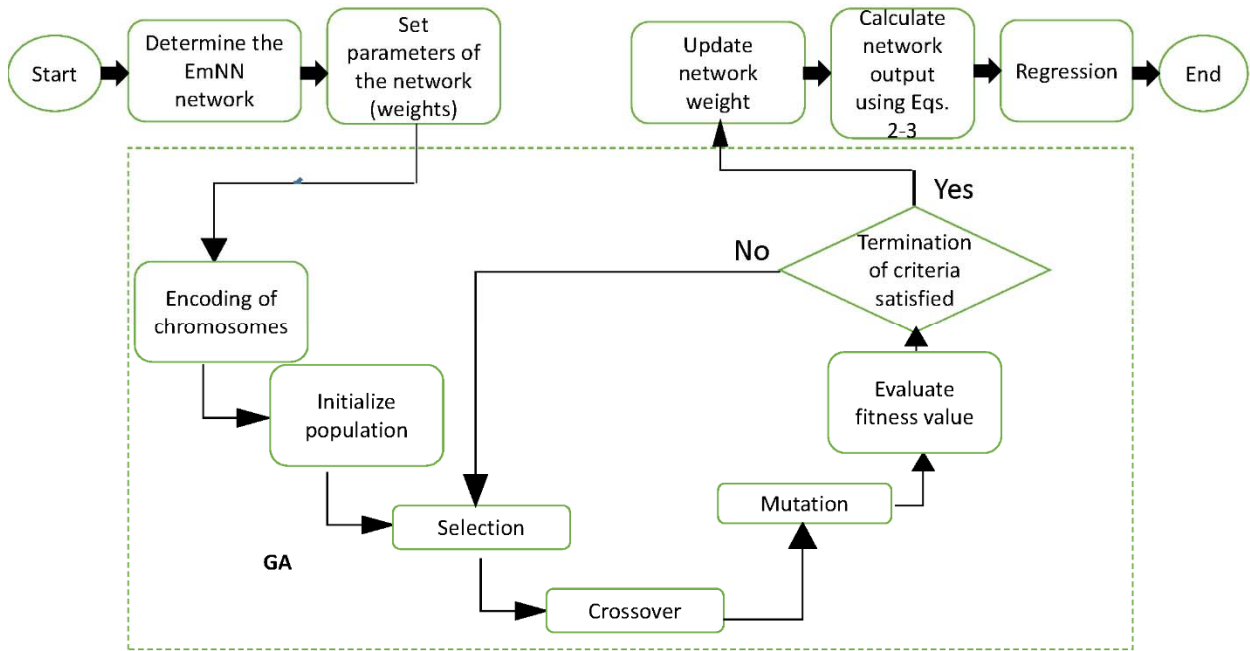 Start
Determine the
EmNN
network
Set
parameters of
the network
(weights)
Update
network
weight
Calculate
network
output
using Eqs.
2-3
Regression
End
Yes
No
Termination
of criteria
satisfied
Encoding of
chromosomes
Initialize
population
Evaluate
fitness value
Mutation
Selection
GA
Crossover